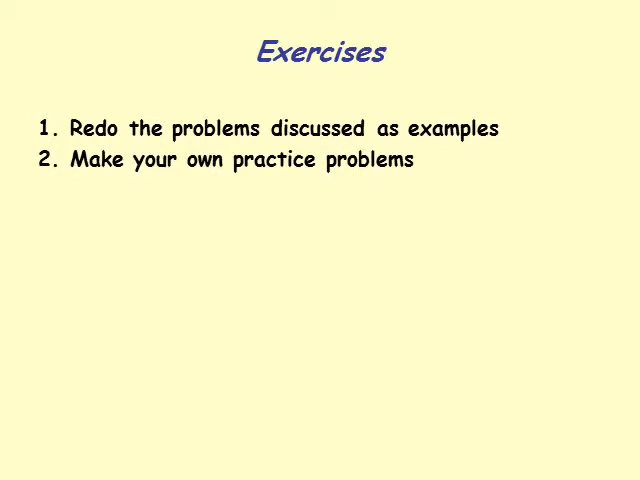 Exercises
1. Redo the problems discussed as examples
2. Make your own practice problems